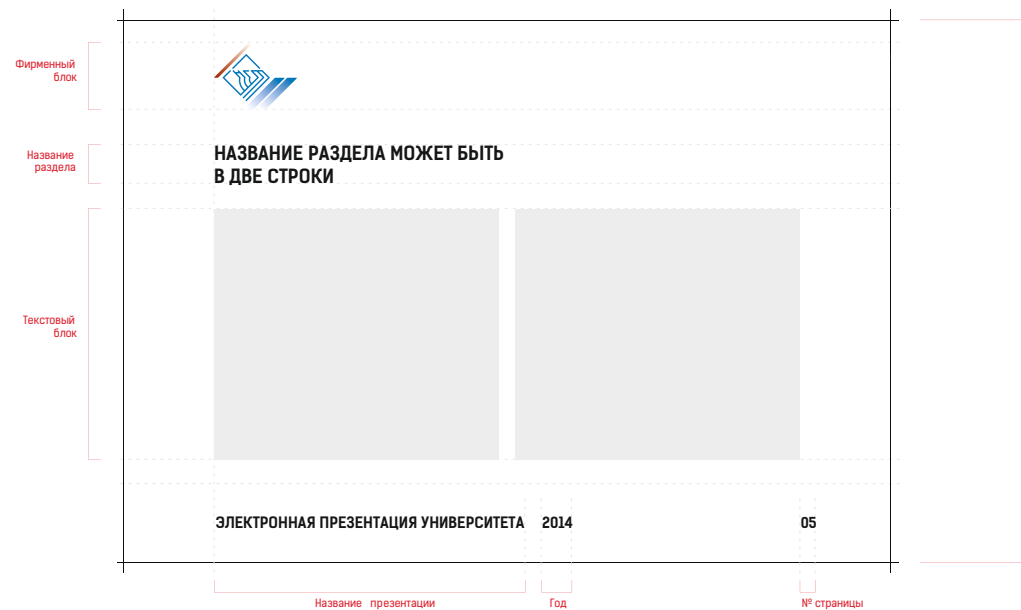 Фирменный
блок
Название
раздела
НАЗВАНИЕ РАЗДЕЛА МОЖЕТ БЫТЬ
В ДВЕ СТРОКИ
Текстовый
блок
ЭЛЕКТРОННАЯ ПРЕЗЕНТАЦИЯ УНИВЕРСИТЕТА 2014 05
Название презентации Год № страницы